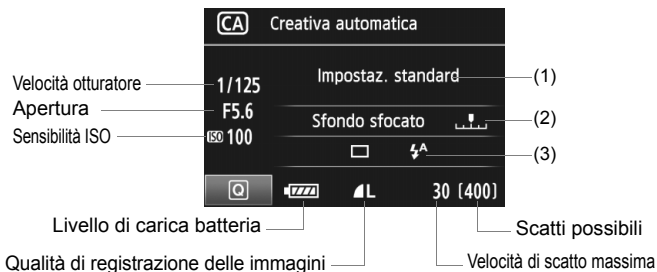 CA Creativa automatica
Velocità otturatore 1/125 Impostaz. standard (1)
Apertura F5.6
Sfondo sfocato (2)
Sensibilità ISO ISO 100
A (3)
Q L 30 [400]
Livello di carica batteria Scatti possibili
Qualità di registrazione delle immagini Velocità di scatto massima